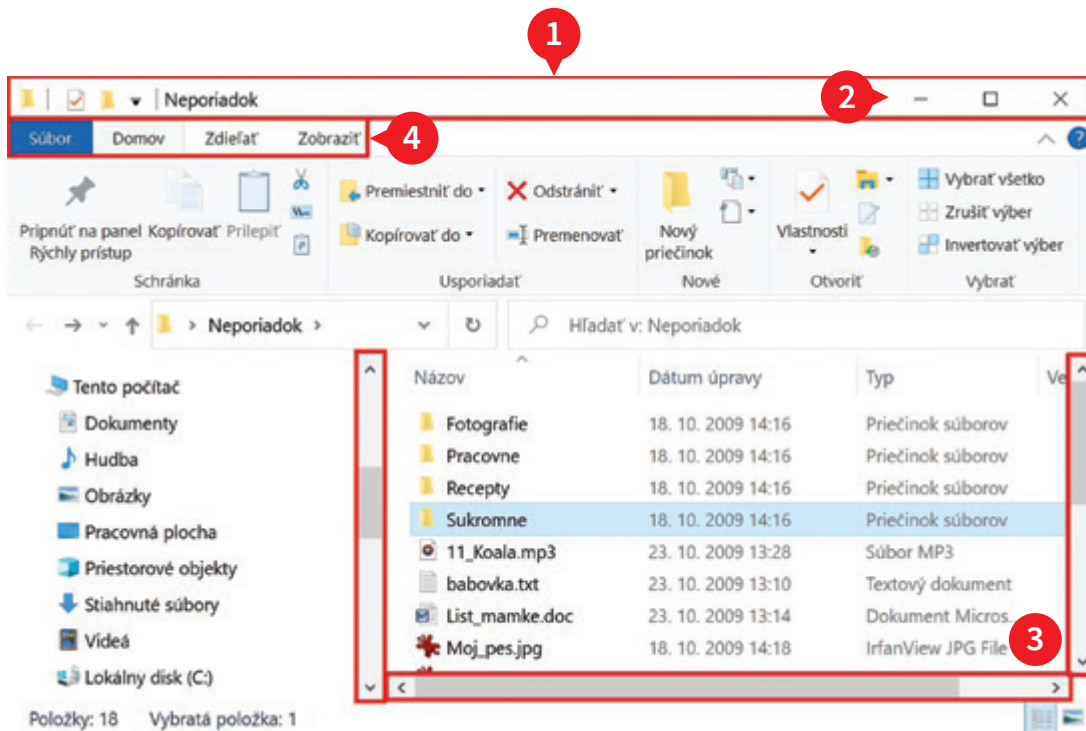 1
Neporiadok
2
Súbor Domov Zdieľať Zobraziť
4
?
Pripnúť na panel Rýchly prístup
Kopírovať
Prilepiť
Schránka
Premiestniť do
Kopírovať do
Odstrániť
Premenovať
Usporiadať
Nový priečinok
Nové
Vlastnosti
Otvoriť
Vybrať všetko
Zrušiť výber
Invertovať výber
Vybrať
Neporiadok
Hľadať v: Neporiadok
Tento počítač
Dokumenty
Hudba
Obrázky
Pracovná plocha
Priestorové objekty
Stiahnuté súbory
Videá
Lokálny disk (C:)
Názov Dátum úpravy Typ Ve
Fotografie 18. 10. 2009 14:16 Priečinok súborov
Pracovne 18. 10. 2009 14:16 Priečinok súborov
Recepty 18. 10. 2009 14:16 Priečinok súborov
Sukromne 18. 10. 2009 14:16 Priečinok súborov
11_Koala.mp3 23. 10. 2009 13:28 Súbor MP3
babovka.txt 23. 10. 2009 13:10 Textový dokument
List_mamke.doc 23. 10. 2009 13:14 Dokument Micros...
Moj_pes.jpg 18. 10. 2009 14:18 IrfanView JPG File
3
Položky: 18 Vybratá položka: 1